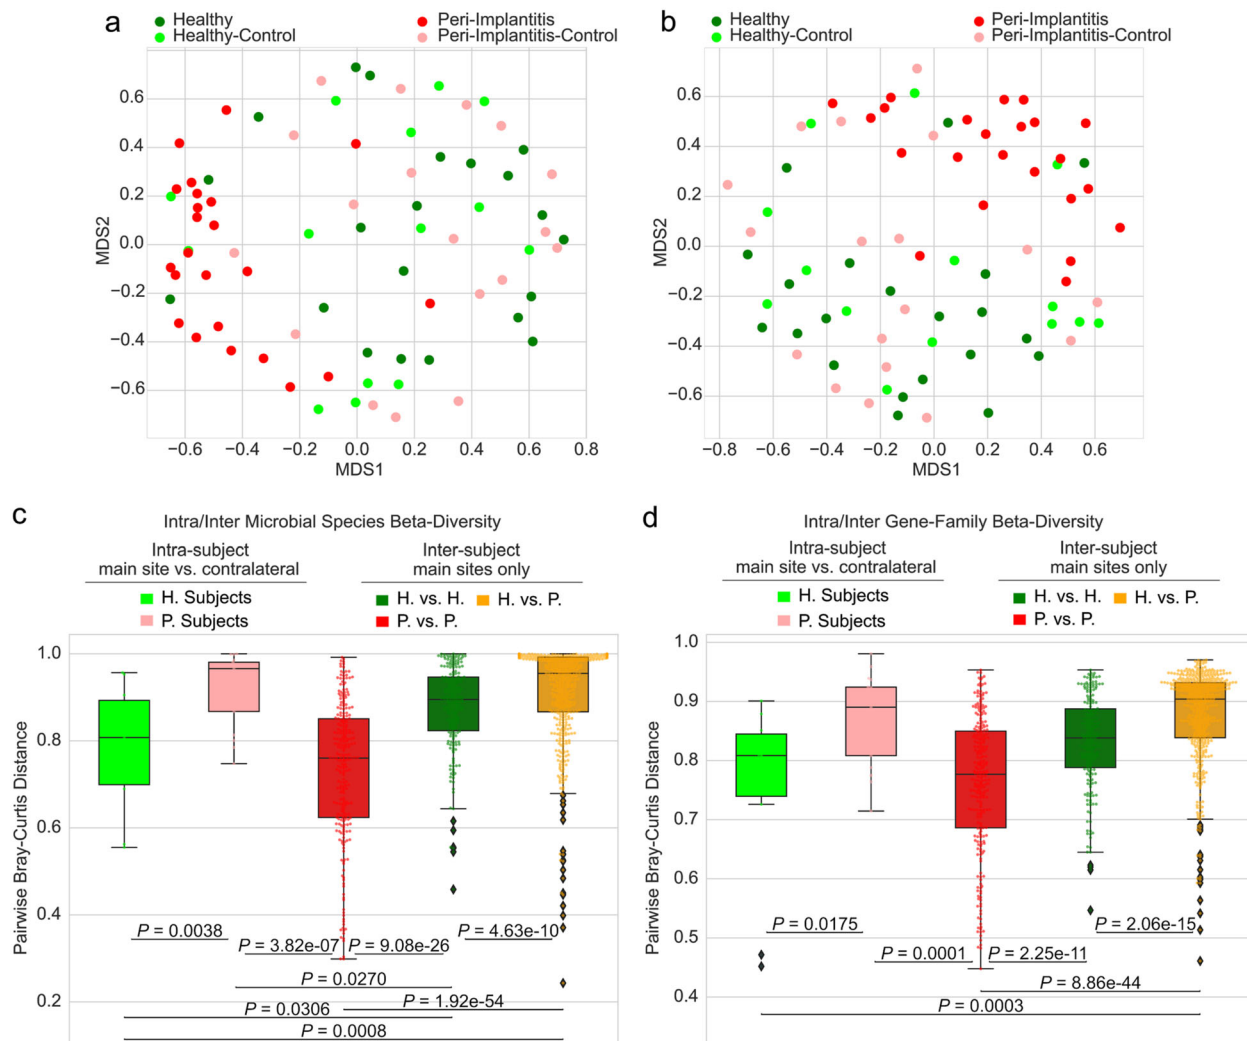 a
Healthy
Healthy-Control
Peri-Implantitis
Peri-Implantitis-Control
0.6
0.4
0.2
0.0
−0.2
−0.4
−0.6
MDS2
−0.6 −0.4 −0.2 0.0 0.2 0.4 0.6 0.8
MDS1
b
Healthy
Healthy-Control
Peri-Implantitis
Peri-Implantitis-Control
0.6
0.4
0.2
0.0
−0.2
−0.4
−0.6
MDS2
−0.8 −0.6 −0.4 −0.2 0.0 0.2 0.4 0.6
MDS1
c
Intra/Inter Microbial Species Beta-Diversity
Intra-subject
main site vs. contralateral
H. Subjects
P. Subjects
Inter-subject
main sites only
H. vs. H. H. vs. P.
P. vs. P.
1.0
0.8
0.6
0.4
0.2
Pairwise Bray-Curtis Distance
P = 0.0038
P = 3.82e-07
P = 9.08e-26
P = 4.63e-10
P = 0.0270
P = 0.0306
P = 1.92e-54
P = 0.0008
d
Intra/Inter Gene-Family Beta-Diversity
Intra-subject
main site vs. contralateral
H. Subjects
P. Subjects
Inter-subject
main sites only
H. vs. H. H. vs. P.
P. vs. P.
1.0
0.9
0.8
0.7
0.6
0.5
0.4
Pairwise Bray-Curtis Distance
P = 0.0175
P = 2.06e-15
P = 0.0001
P = 2.25e-11
P = 8.86e-44
P = 0.0003